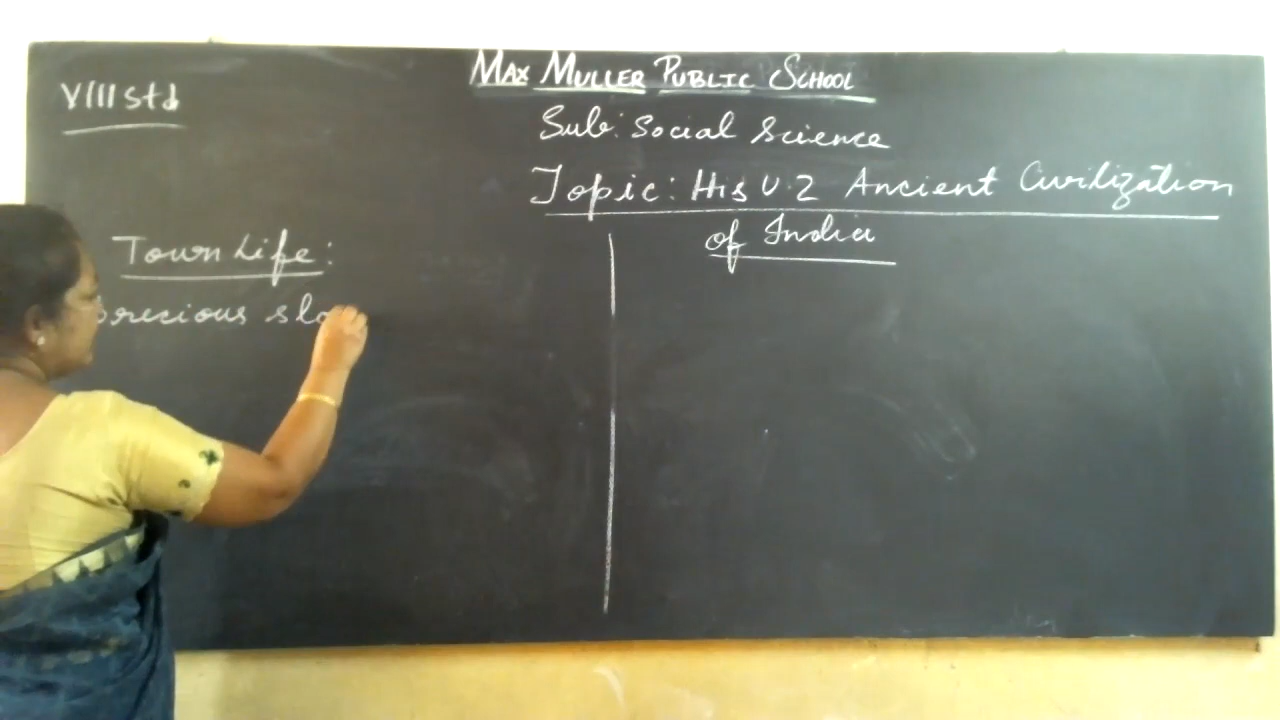 MAX MULLER PUBLIC SCHOOL
VIII Std
Sub: Social Science
Topic: His U.2 Ancient Civilization
of India
Town Life:
precious